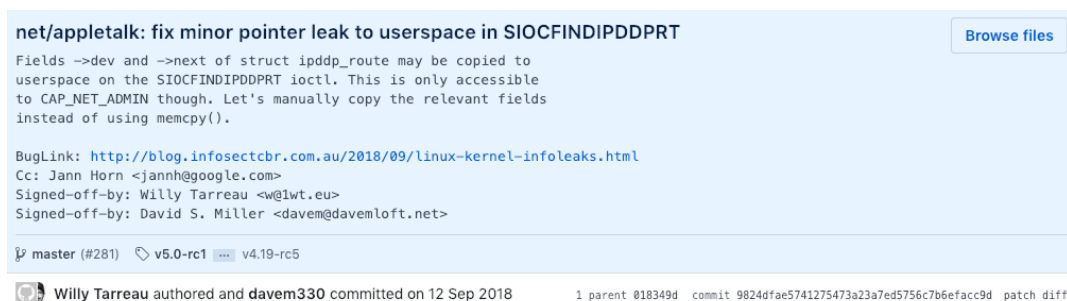 net/appletalk: fix minor pointer leak to userspace in SIOCFINDIPDDPRT
Browse files
Fields ->dev and ->next of struct ipddp_route may be copied to
userspace on the SIOCFINDIPDDPRT ioctl. This is only accessible
to CAP_NET_ADMIN though. Let's manually copy the relevant fields
instead of using memcpy().
BugLink: http://blog.infosectcbr.com.au/2018/09/linux-kernel-infoleaks.html
Cc: Jann Horn <jannh@google.com>
Signed-off-by: Willy Tarreau <w@1wt.eu>
Signed-off-by: David S. Miller <davem@davemloft.net>
master (#281) v5.0-rc1 … v4.19-rc5
Willy Tarreau authored and davem330 committed on 12 Sep 2018 1 parent 018349d commit 9824dfae5741275473a23a7ed5756c7b6efacc9d patch diff